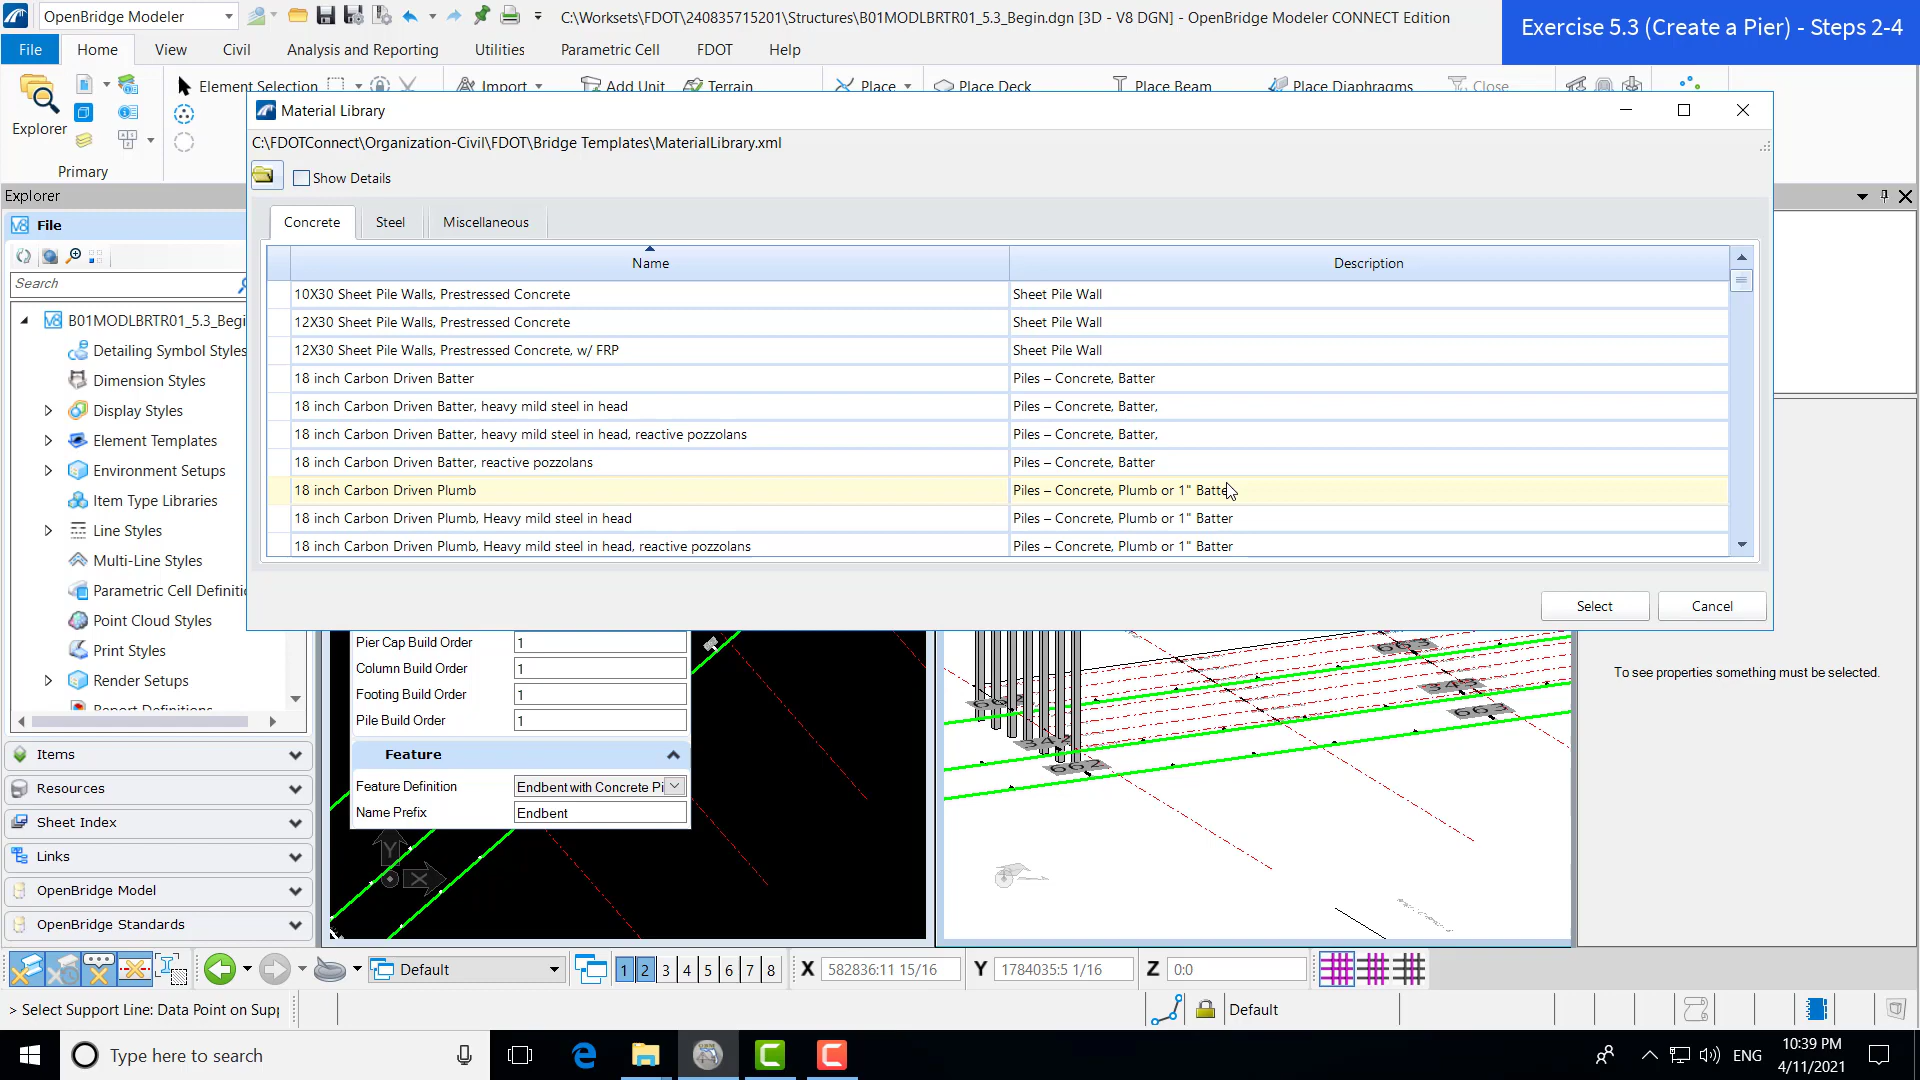 OpenBridge Modeler
C:\Worksets\FDOT\240835715201\Structures\B01MODLBRTR01_5.3_Begin.dgn [3D - V8 DGN] - OpenBridge Modeler CONNECT Edition
Exercise 5.3 (Create a Pier) - Steps 2-4
File
Home
View
Civil
Analysis and Reporting
Utilities
Parametric Cell
FDOT
Help
Explorer
Element Selection
Import
Add Unit
Terrain
Place
Place Deck
Place Beam
Place Diaphragms
Close
Primary
Material Library
C:\FDOTConnect\Organization-Civil\FDOT\Bridge Templates\MaterialLibrary.xml
Show Details
Concrete
Steel
Miscellaneous
Name
Description
10X30 Sheet Pile Walls, Prestressed Concrete
Sheet Pile Wall
12X30 Sheet Pile Walls, Prestressed Concrete
Sheet Pile Wall
12X30 Sheet Pile Walls, Prestressed Concrete, w/ FRP
Sheet Pile Wall
18 inch Carbon Driven Batter
Piles – Concrete, Batter
18 inch Carbon Driven Batter, heavy mild steel in head
Piles – Concrete, Batter,
18 inch Carbon Driven Batter, heavy mild steel in head, reactive pozzolans
Piles – Concrete, Batter,
18 inch Carbon Driven Batter, reactive pozzolans
Piles – Concrete, Batter
18 inch Carbon Driven Plumb
Piles – Concrete, Plumb or 1" Batter
18 inch Carbon Driven Plumb, Heavy mild steel in head
Piles – Concrete, Plumb or 1" Batter
18 inch Carbon Driven Plumb, Heavy mild steel in head, reactive pozzolans
Piles – Concrete, Plumb or 1" Batter
Select
Cancel
Explorer
File
Search
B01MODLBRTR01_5.3_Begi
Detailing Symbol Styles
Dimension Styles
Display Styles
Element Templates
Environment Setups
Item Type Libraries
Line Styles
Multi-Line Styles
Parametric Cell Definitio
Point Cloud Styles
Print Styles
Render Setups
Report Definitions
Items
Resources
Sheet Index
Links
OpenBridge Model
OpenBridge Standards
Pier Cap Build Order
1
Column Build Order
1
Footing Build Order
1
Pile Build Order
1
Feature
Feature Definition
Endbent with Concrete Pi
Name Prefix
Endbent
Y
X
342
662
343
663
To see properties something must be selected.
Default
1 2 3 4 5 6 7 8
X
582836:11 15/16
Y
1784035:5 1/16
Z
0:0
> Select Support Line: Data Point on Supp
Default
Type here to search
ENG
10:39 PM
4/11/2021